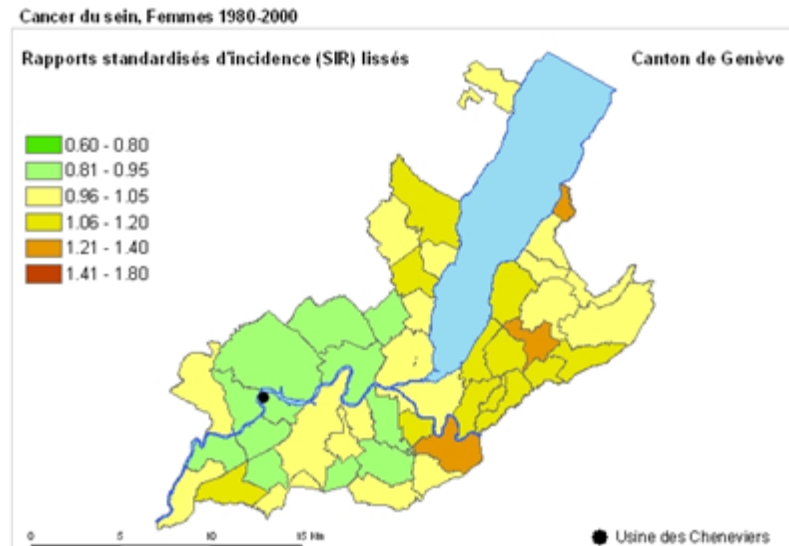 Cancer du sein, Femmes 1980-2000
Rapports standardisés d'incidence (SIR) lissés
Canton de Genève
0.60 - 0.80
0.81 - 0.95
0.96 - 1.05
1.06 - 1.20
1.21 - 1.40
1.41 - 1.80
0 5 10 15 km
Usine des Cheneviers